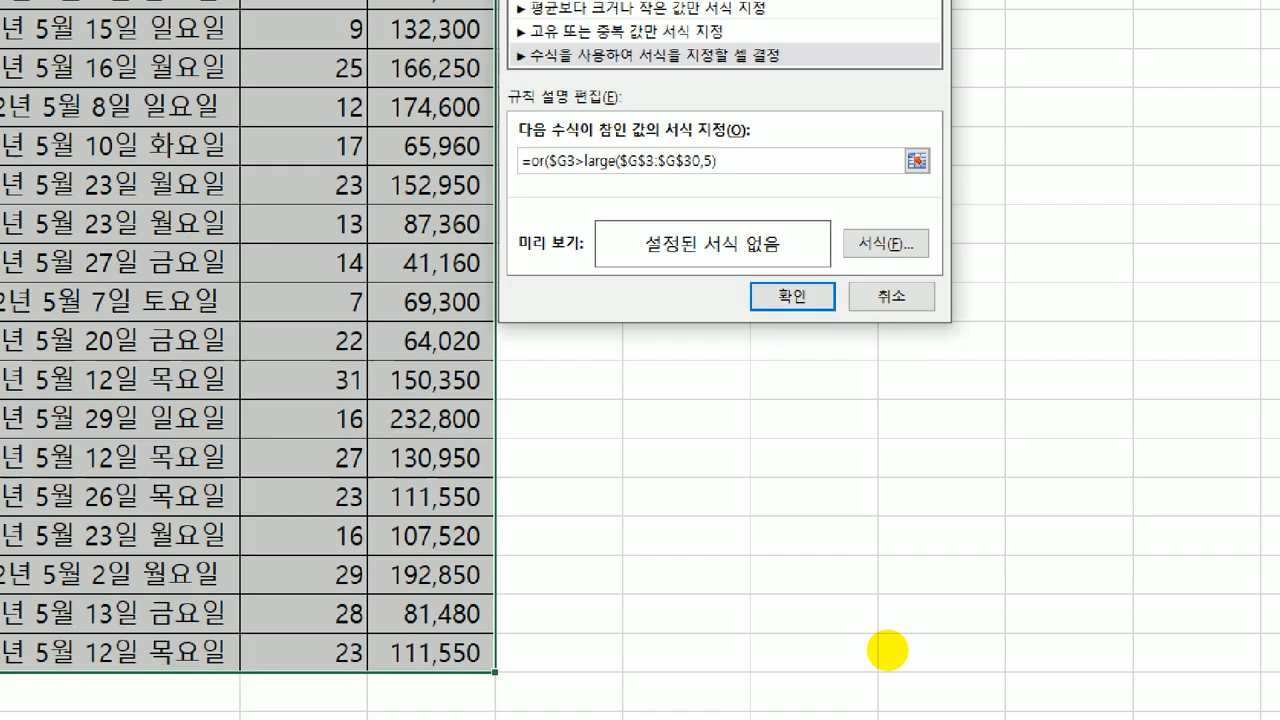 년 5월 15일 일요일 9 132,300
년 5월 16일 월요일 25 166,250
2년 5월 8일 일요일 12 174,600
년 5월 10일 화요일 17 65,960
년 5월 23일 월요일 23 152,950
년 5월 23일 월요일 13 87,360
년 5월 27일 금요일 14 41,160
2년 5월 7일 토요일 7 69,300
년 5월 20일 금요일 22 64,020
년 5월 12일 목요일 31 150,350
년 5월 29일 일요일 16 232,800
년 5월 12일 목요일 27 130,950
년 5월 26일 목요일 23 111,550
년 5월 23일 월요일 16 107,520
2년 5월 2일 월요일 29 192,850
년 5월 13일 금요일 28 81,480
년 5월 12일 목요일 23 111,550
► 평균보다 크거나 작은 값만 서식 지정
► 고유 또는 중복 값만 서식 지정
► 수식을 사용하여 서식을 지정할 셀 결정
규칙 설명 편집(E):
다음 수식이 참인 값의 서식 지정(O):
=or($G3>large($G$3:$G$30,5)
미리 보기: 설정된 서식 없음 서식(F)...
확인 취소